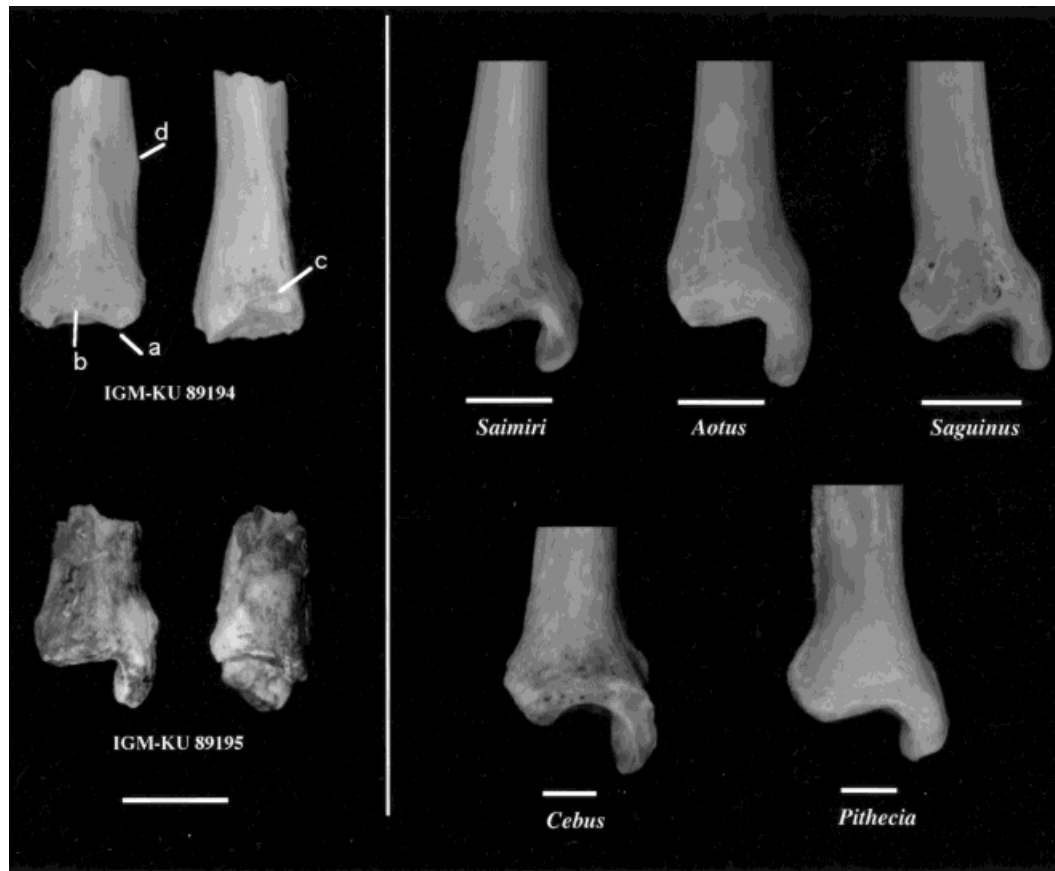 d
c
b
a
IGM-KU 89194
Saimiri
Aotus
Saguinus
IGM-KU 89195
Cebus
Pithecia